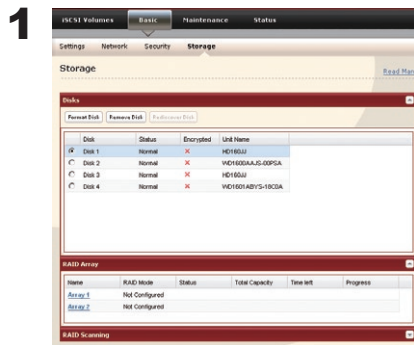 1
iSCSI Volumes Basic Maintenance Status
Settings Network Security Storage
Storage
Read Man
Disks
Format Disk Remove Disk Rediscover Disk
Disk Status Encrypted Unit Name
Disk 1 Normal HD160JJ
Disk 2 Normal WD1600AAJS-00PSA
Disk 3 Normal HD160JJ
Disk 4 Normal WD1601ABYS-18C0A
RAID Array
Name RAID Mode Status Total Capacity Time left Progress
Array 1 Not Configured
Array 2 Not Configured
RAID Scanning